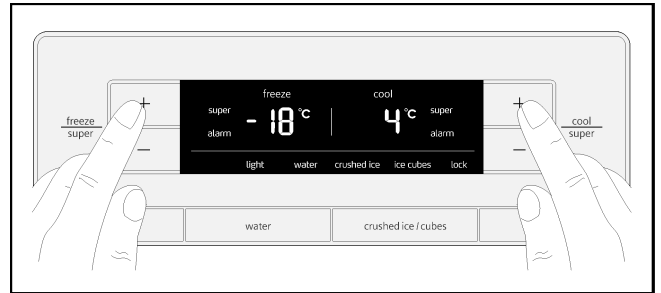 freeze
super
+
−
freeze cool
super -18°C 4°C super
alarm alarm
light water crushed ice ice cubes lock
+
−
cool
super
water crushed ice / cubes